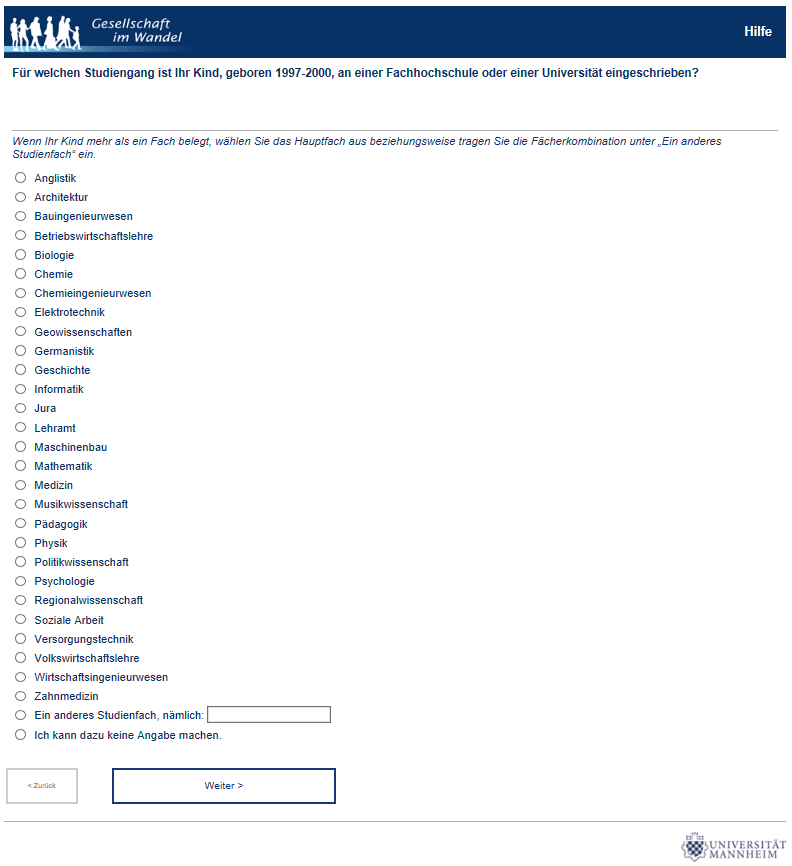 Gesellschaft
im Wandel
Hilfe
Für welchen Studiengang ist Ihr Kind, geboren 1997-2000, an einer Fachhochschule oder einer Universität eingeschrieben?
Wenn Ihr Kind mehr als ein Fach belegt, wählen Sie das Hauptfach aus beziehungsweise tragen Sie die Fächerkombination unter „Ein anderes
Studienfach“ ein.
Anglistik
Architektur
Bauingenieurwesen
Betriebswirtschaftslehre
Biologie
Chemie
Chemieingenieurwesen
Elektrotechnik
Geowissenschaften
Germanistik
Geschichte
Informatik
Jura
Lehramt
Maschinenbau
Mathematik
Medizin
Musikwissenschaft
Pädagogik
Physik
Politikwissenschaft
Psychologie
Regionalwissenschaft
Soziale Arbeit
Versorgungstechnik
Volkswirtschaftslehre
Wirtschaftsingenieurwesen
Zahnmedizin
Ein anderes Studienfach, nämlich:
Ich kann dazu keine Angabe machen.
< Zurück
Weiter >
UNIVERSITÄT
MANNHEIM